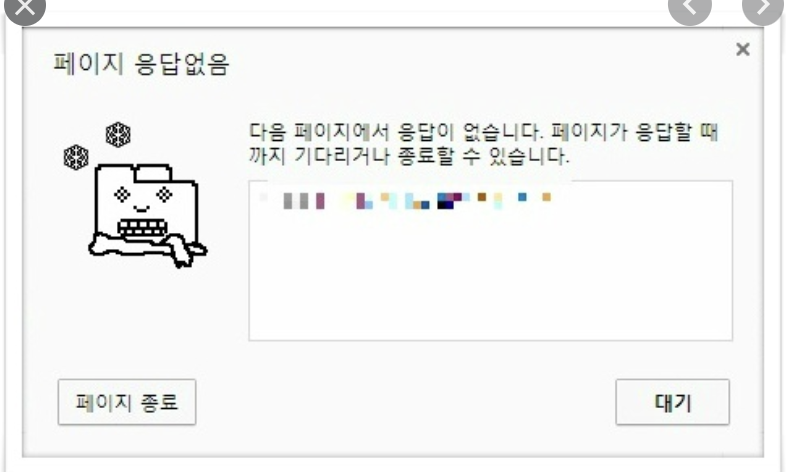 페이지 응답없음
다음 페이지에서 응답이 없습니다. 페이지가 응답할 때
까지 기다리거나 종료할 수 있습니다.
페이지 종료
대기